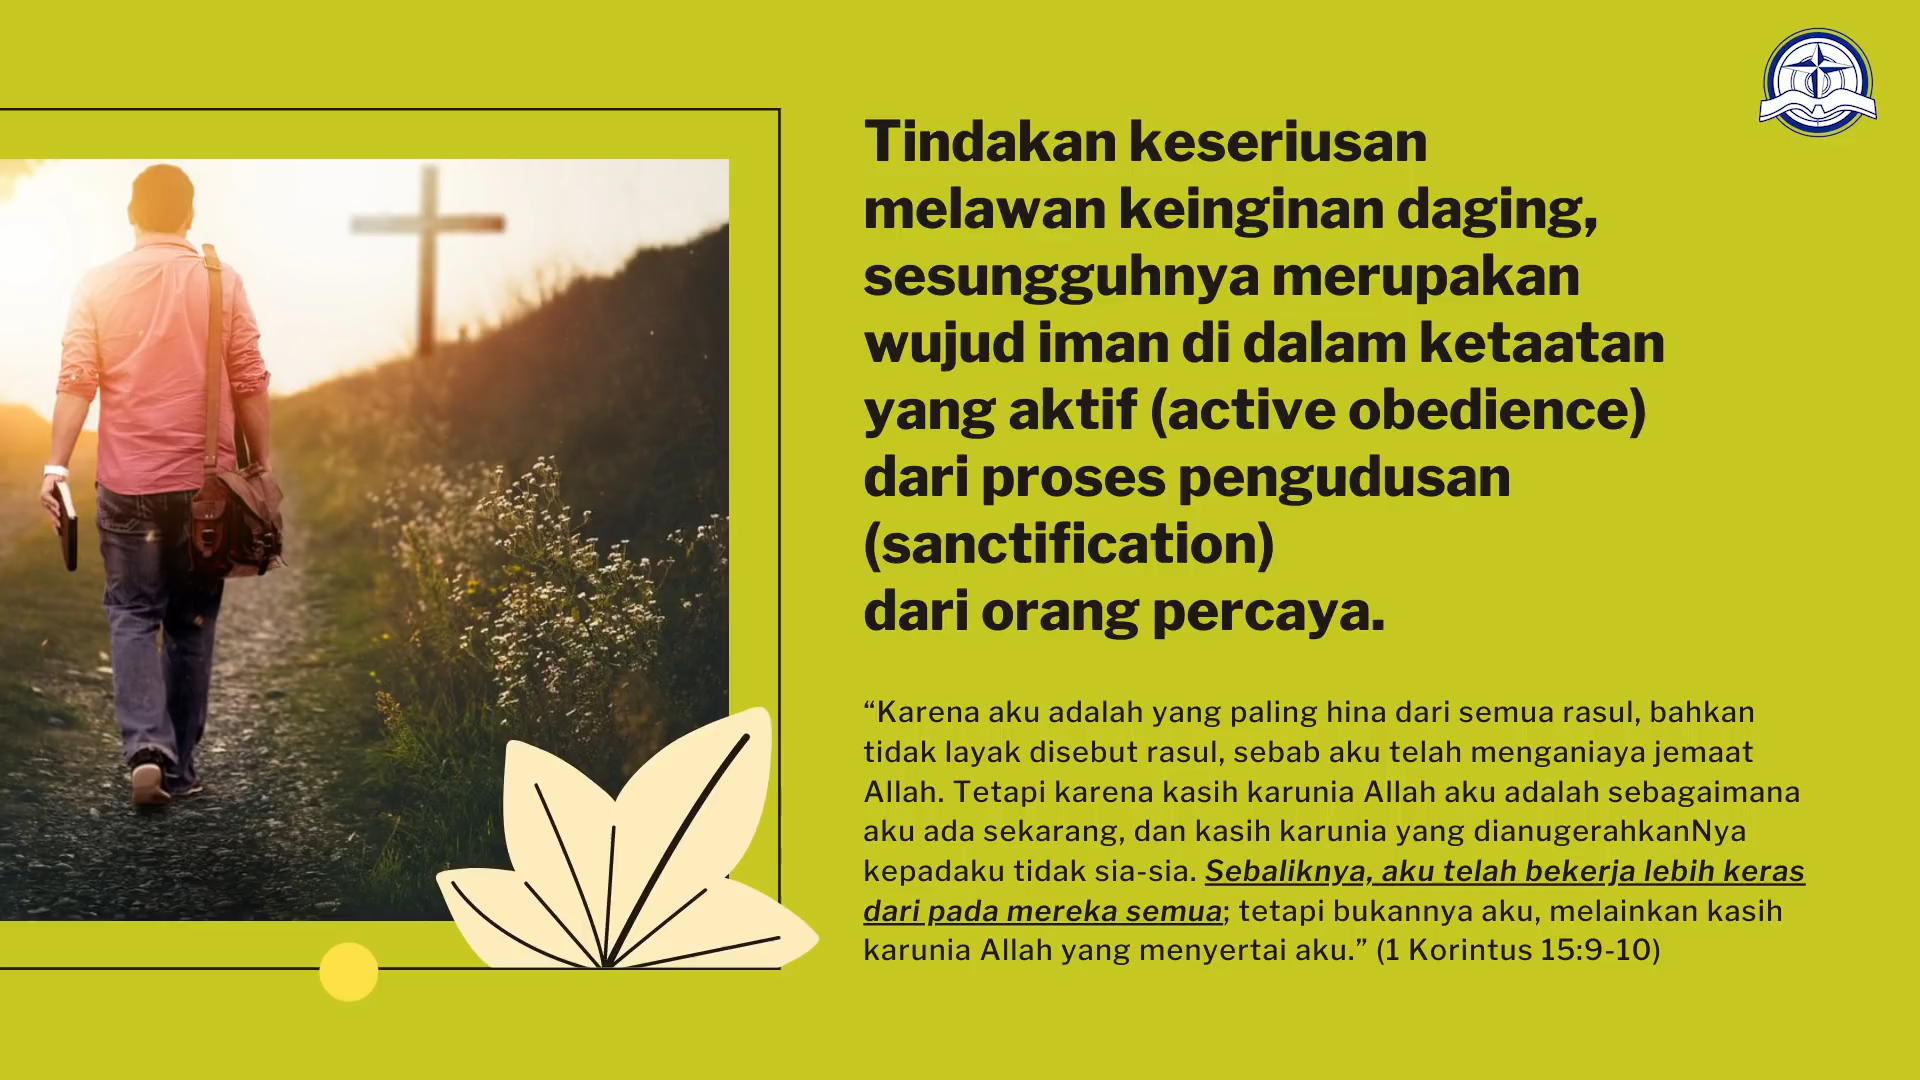 Tindakan keseriusan
melawan keinginan daging,
sesungguhnya merupakan
wujud iman di dalam ketaatan
yang aktif (active obedience)
dari proses pengudusan
(sanctification)
dari orang percaya.
“Karena aku adalah yang paling hina dari semua rasul, bahkan
tidak layak disebut rasul, sebab aku telah menganiaya jemaat
Allah. Tetapi karena kasih karunia Allah aku adalah sebagaimana
aku ada sekarang, dan kasih karunia yang dianugerahkanNya
kepadaku tidak sia-sia. Sebaliknya, aku telah bekerja lebih keras
dari pada mereka semua; tetapi bukannya aku, melainkan kasih
karunia Allah yang menyertai aku.” (1 Korintus 15:9-10)